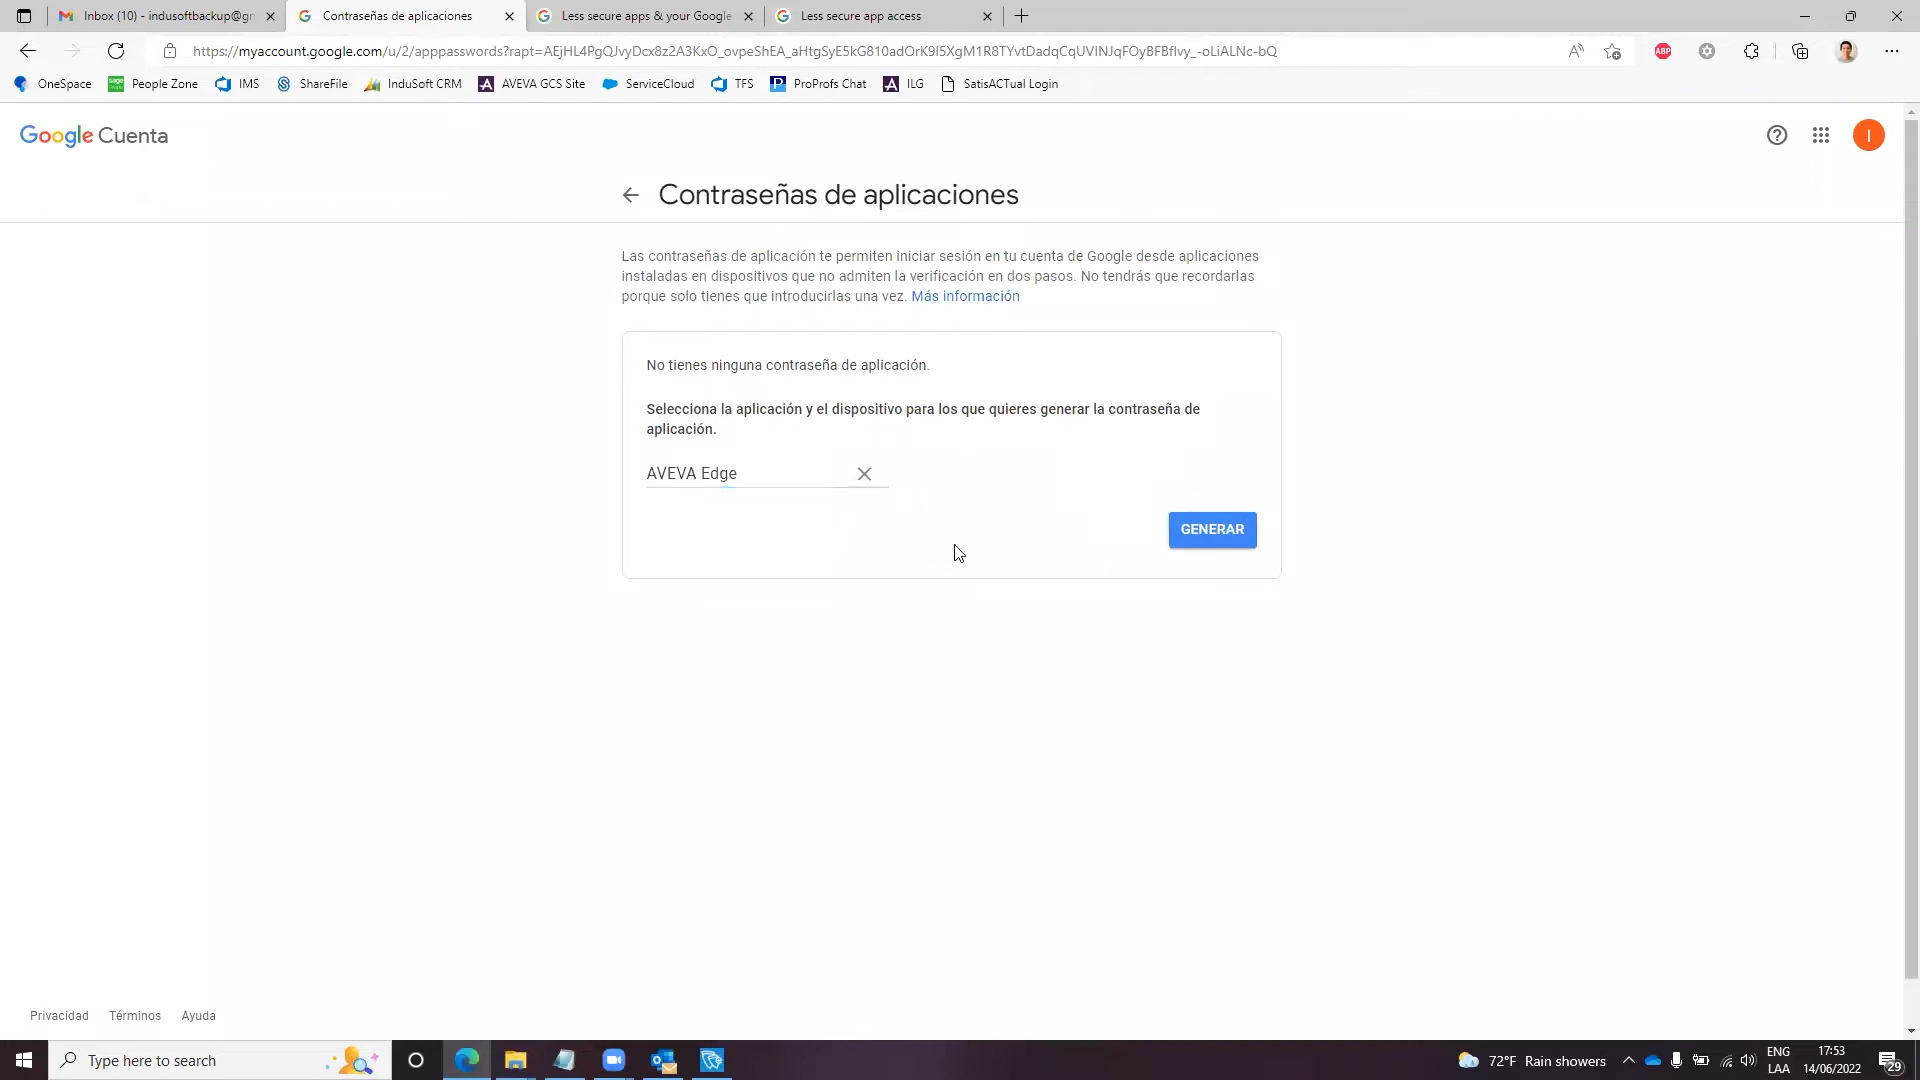 Inbox (10) - indusoftbackup@gn
Contraseñas de aplicaciones
Less secure apps & your Google
Less secure app access
https://myaccount.google.com/u/2/apppasswords?rapt=AEjHL4PgQJvyDcx8z2A3KxO_ovpeShEA_aHtgSyE5kG810adOrK9I5XgM1R8TYvtDadqCqUVINJqFOyBFBfIvy_-oLiALNc-bQ
ABP
OneSpace
People Zone
IMS
ShareFile
InduSoft CRM
AVEVA GCS Site
ServiceCloud
TFS
ProProfs Chat
ILG
SatisACTual Login
Google Cuenta
I
Contraseñas de aplicaciones
Las contraseñas de aplicación te permiten iniciar sesión en tu cuenta de Google desde aplicaciones
instaladas en dispositivos que no admiten la verificación en dos pasos. No tendrás que recordarlas
porque solo tienes que introducirlas una vez. Más información
No tienes ninguna contraseña de aplicación.
Selecciona la aplicación y el dispositivo para los que quieres generar la contraseña de
aplicación.
AVEVA Edge
GENERAR
Privacidad
Términos
Ayuda
Type here to search
72°F Rain showers
ENG
LAA
17:53
14/06/2022
29